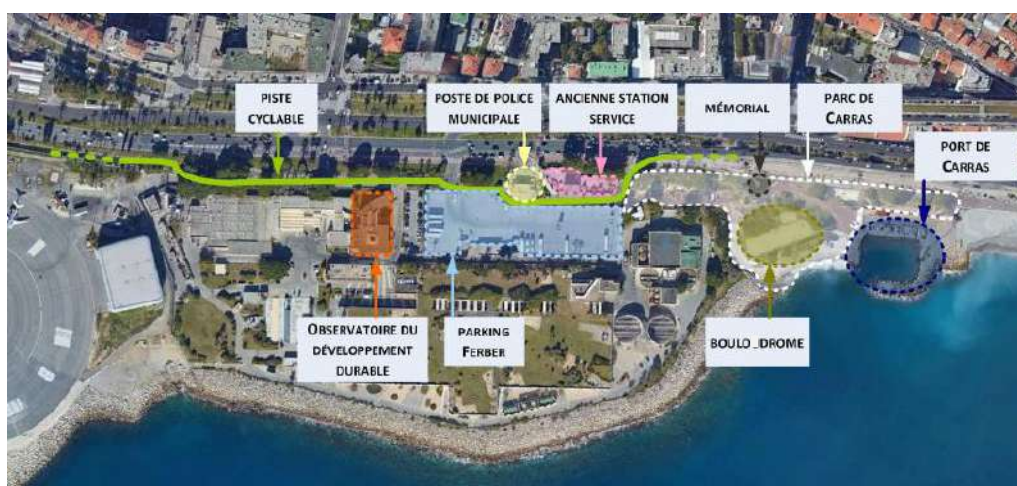 PISTE
CYCLABLE
POSTE DE POLICE
MUNICIPALE
ANCIENNE STATION
SERVICE
MÉMORIAL
PARC DE
CARRAS
PORT DE
CARRAS
OBSERVATOIRE DU
DÉVELOPPEMENT
DURABLE
PARKING
FERBER
BOULODROME